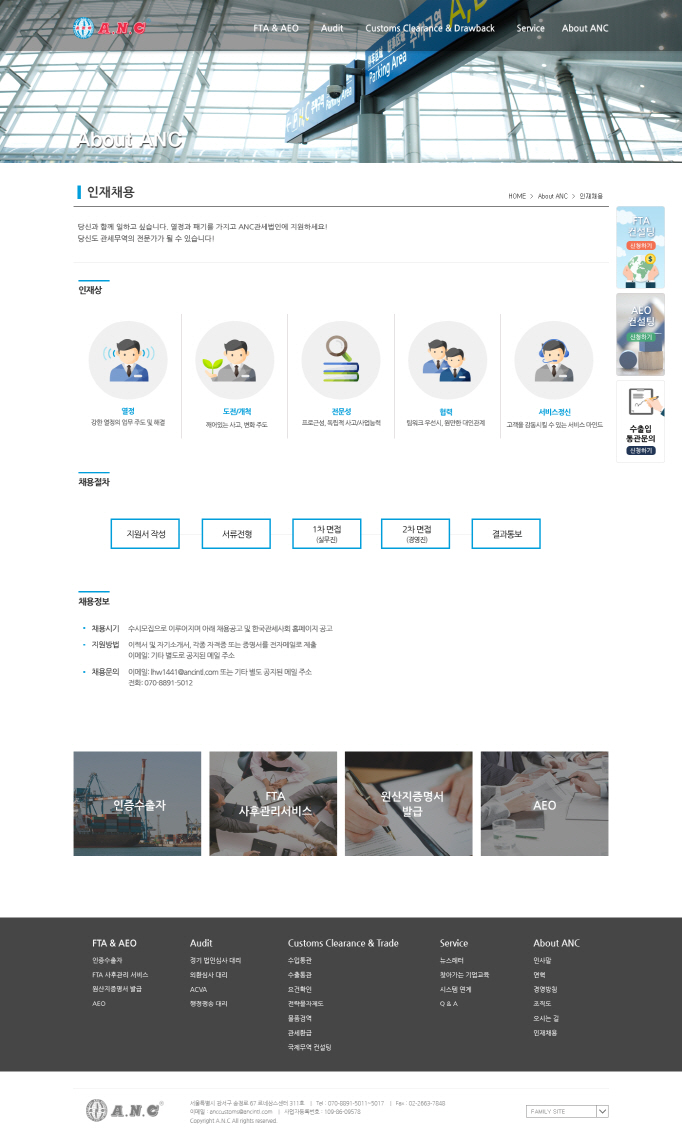 A.N.C
FTA & AEO Audit Customs Clearance & Drawback Service About ANC
Parking Area
Parking Area
About ANC
인재채용
HOME > About ANC > 인재채용
당신과 함께 일하고 싶습니다. 열정과 패기를 가지고 ANC관세법인에 지원하세요!
당신도 관세무역의 전문가가 될 수 있습니다!
FTA
컨설팅
신청하기
AEO
컨설팅
신청하기
수출입
통관문의
신청하기
인재상
열정
강한 열정의 업무 주도 및 해결
도전/개척
깨어있는 사고, 변화 주도
전문성
프로근성, 독립적 사고/사업능력
협력
팀워크 우선시, 원만한 대인관계
서비스정신
고객을 감동시킬 수 있는 서비스 마인드
채용절차
지원서 작성
서류전형
1차 면접
(실무진)
2차 면접
(경영진)
결과통보
채용정보
채용시기 수시모집으로 이루어지며 아래 채용공고 및 한국관세사회 홈페이지 공고
지원방법 이력서 및 자기소개서, 각종 자격증 또는 증명서를 전자메일로 제출
이메일: 기타 별도로 공지된 메일 주소
채용문의 이메일: lhw1441@ancintl.com 또는 기타 별도 공지된 메일 주소
전화: 070-8891-5012
인증수출자
FTA
사후관리서비스
원산지증명서
발급
AEO
FTA & AEO
인증수출자
FTA 사후관리 서비스
원산지증명서 발급
AEO
Audit
정기 법인심사 대리
외환심사 대리
ACVA
행정쟁송 대리
Customs Clearance & Trade
수입통관
수출통관
요건확인
전략물자제도
물품검역
관세환급
국제무역 컨설팅
Service
뉴스레터
찾아가는 기업교육
시스템 연계
Q & A
About ANC
인사말
연혁
경영방침
조직도
오시는 길
인재채용
A.N.C
서울특별시 강서구 송정로 67 로네펠스센터 311호 | Tel : 070-8891-5011~5017 | Fax : 02-2663-7848
이메일 : anccustoms@ancintl.com | 사업자등록번호 : 109-86-09578
Copyright A.N.C All rights reserved.
FAMILY SITE